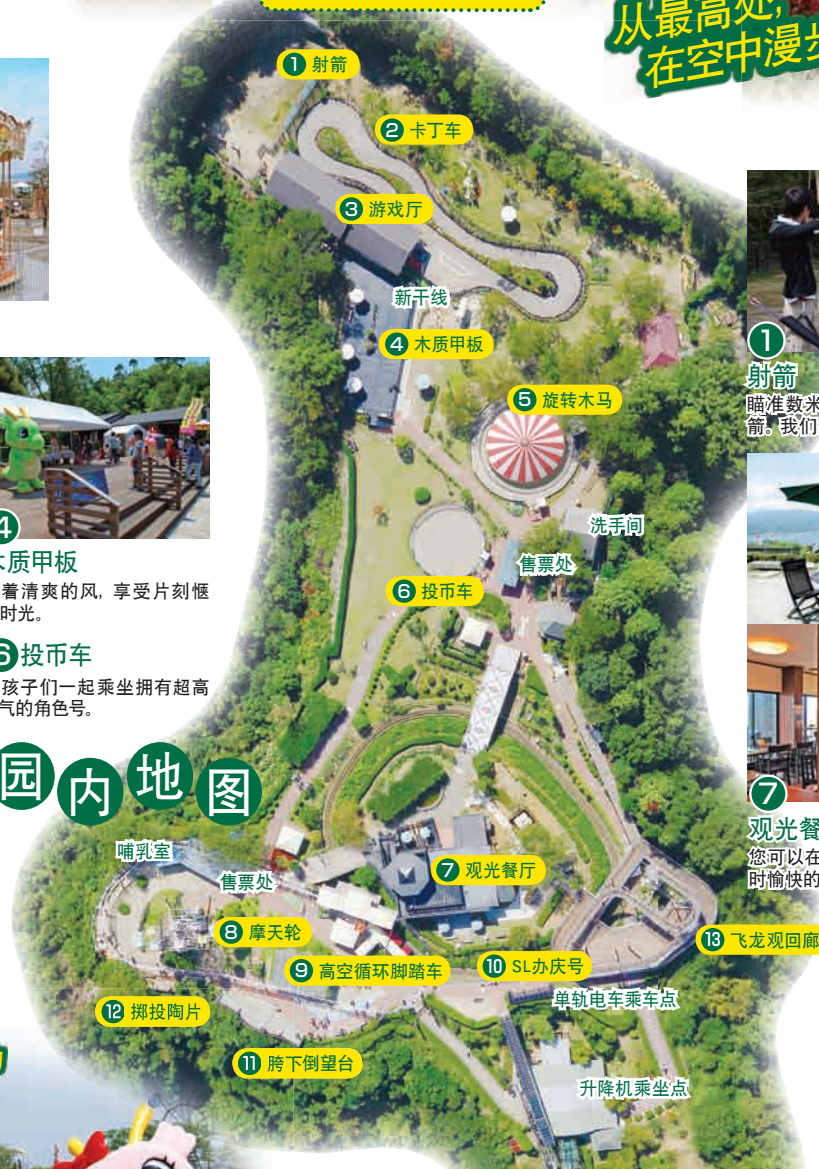 从最高处,
在空中漫步
① 射箭
② 卡丁车
③ 游戏厅
新干线
④ 木质甲板
⑤ 旋转木马
洗手间
售票处
⑥ 投币车
哺乳室
售票处
⑦ 观光餐厅
⑧ 摩天轮
⑨ 高空循环脚踏车
⑩ SL办庆号
⑬ 飞龙观回廊
单轨电车乘车点
⑫ 掷投陶片
⑪ 胯下倒望台
升降机乘坐点
4
木质甲板
着清爽的风, 享受片刻惬
时光。
6 投币车
孩子们一起乘坐拥有超高
气的角色号。
园内地图
①
射箭
瞄准数米
箭。我们
⑦
观光餐
您可以在
时愉快的